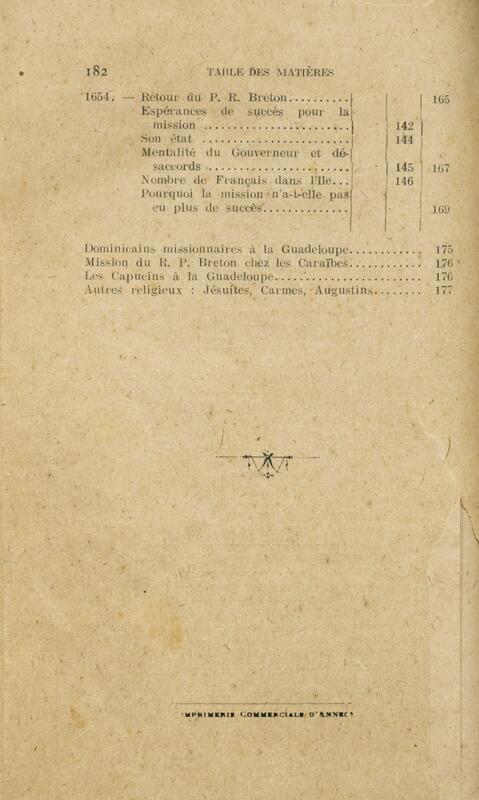 182 TABLE DES MATIÈRES
1654. — Retour du P. R. Breton.......... 165
Espérances de succès pour la
mission ........................ 142
Son état ........................ 144
Mentalité du Gouverneur et dé-
saccords ........................ 145 167
Nombre de Français dans l'île... 146
Pourquoi la mission n'a-t-elle pas
eu plus de succès.............. 169
Dominicains missionnaires à la Guadeloupe............ 175
Mission du R. P. Breton chez les Caraïbes............ 176
Les Capucins à la Guadeloupe........................ 176
Autres religieux : Jésuites, Carmes, Augustins........ 177
IMPRIMERIE COMMERCIALE D'ANNECY